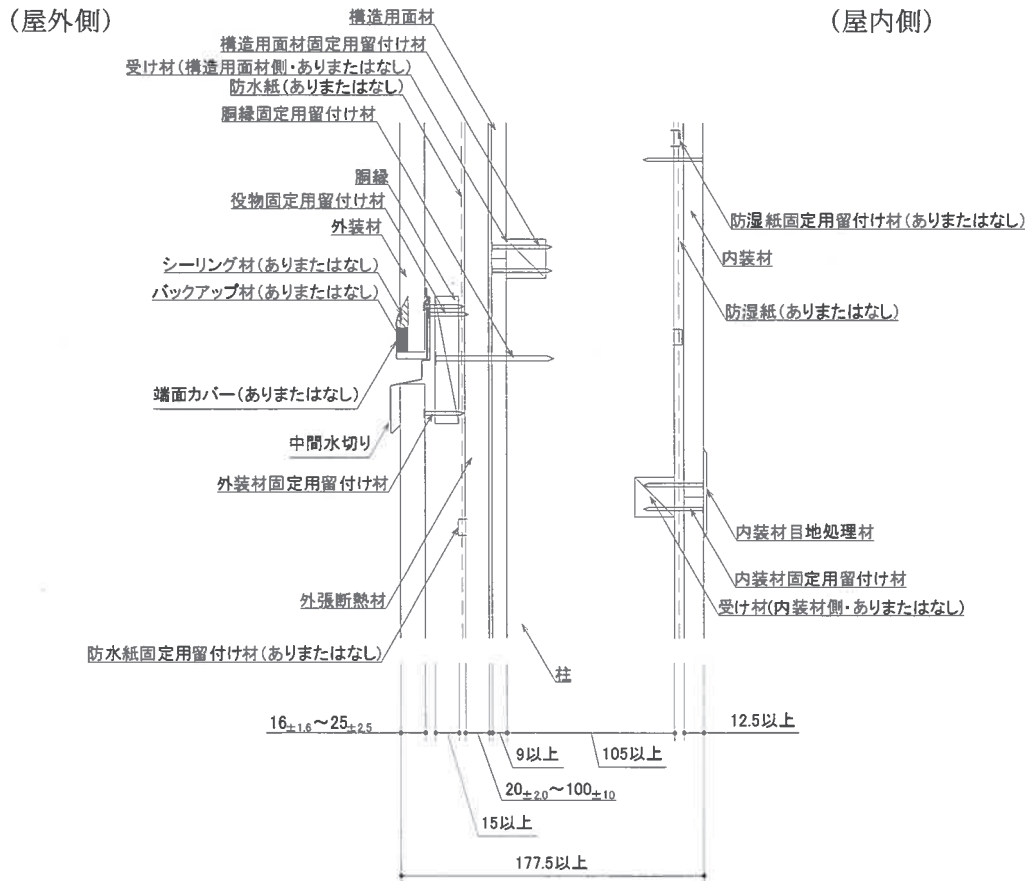 （屋外側）
（屋内側）
構造用面材
構造用面材固定用留付け材
受け材(構造用面材側・ありまたはなし)
防水紙(ありまたはなし)
胴縁固定用留付け材
胴縁
役物固定用留付け材
外装材
シーリング材(ありまたはなし)
バックアップ材(ありまたはなし)
端面カバー(ありまたはなし)
中間水切り
外装材固定用留付け材
外張断熱材
防水紙固定用留付け材(ありまたはなし)
防湿紙固定用留付け材(ありまたはなし)
内装材
防湿紙(ありまたはなし)
内装材目地処理材
内装材固定用留付け材
受け材(内装材側・ありまたはなし)
柱
16±1.6～25±2.5
12.5以上
9以上
105以上
20±2.0～100±10
15以上
177.5以上